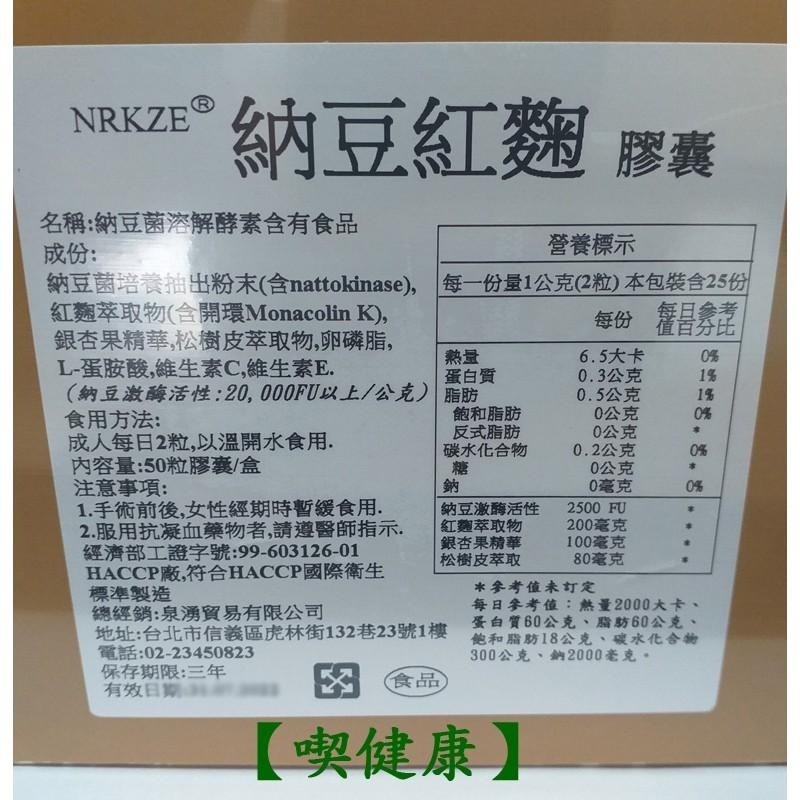 NRKZE® 納豆紅麴 膠囊
名稱:納豆菌溶解酵素含有食品
成份:
納豆菌培養抽出粉末(含nattokinase),
紅麴萃取物(含開環Monacolin K),
銀杏果精華,松樹皮萃取物,卵磷脂,
L-蛋胺酸,維生素C,維生素E.
(納豆激酶活性:20,000FU以上/公克)
食用方法:
成人每日2粒,以溫開水食用.
內容量:50粒膠囊/盒
注意事項:
1.手術前後,女性經期時暫緩食用.
2.服用抗凝血藥物者,請遵醫師指示.
經濟部工證字號:99-603126-01
HACCP廠,符合HACCP國際衛生
標準製造
總經銷:泉湧貿易有限公司
地址:台北市信義區虎林街132巷23號1樓
電話:02-23450823
保存期限:三年
有效日期:
食品
營養標示
每一份量1公克(2粒) 本包裝含25份
每份 每日參考值百分比
熱量 6.5大卡 0%
蛋白質 0.3公克 1%
脂肪 0.5公克 1%
飽和脂肪 0公克 0%
反式脂肪 0公克 *
碳水化合物 0.2公克 0%
糖 0公克 *
鈉 0毫克 0%
納豆激酶活性 2500 FU *
紅麴萃取物 200毫克 *
銀杏果精華 100毫克 *
松樹皮萃取 80毫克 *
*參考值未訂定
每日參考值:熱量2000大卡、
蛋白質60公克、脂肪60公克、
飽和脂肪18公克、碳水化合物
300公克、鈉2000毫克。
【喫健康】